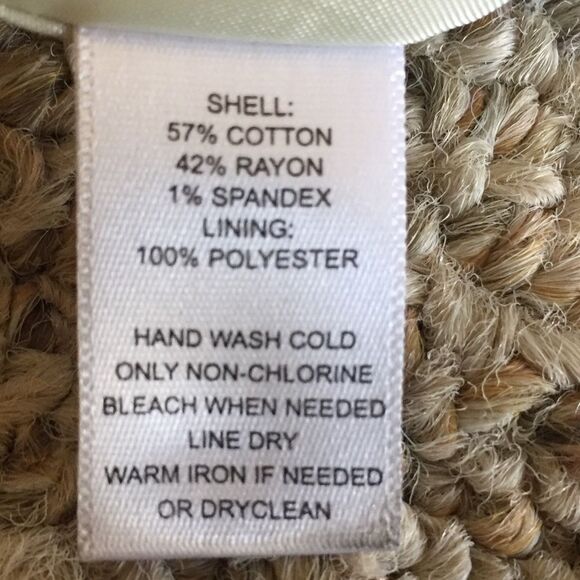 SHELL:
57% COTTON
42% RAYON
1% SPANDEX
LINING:
100% POLYESTER
HAND WASH COLD
ONLY NON-CHLORINE
BLEACH WHEN NEEDED
LINE DRY
WARM IRON IF NEEDED
OR DRYCLEAN